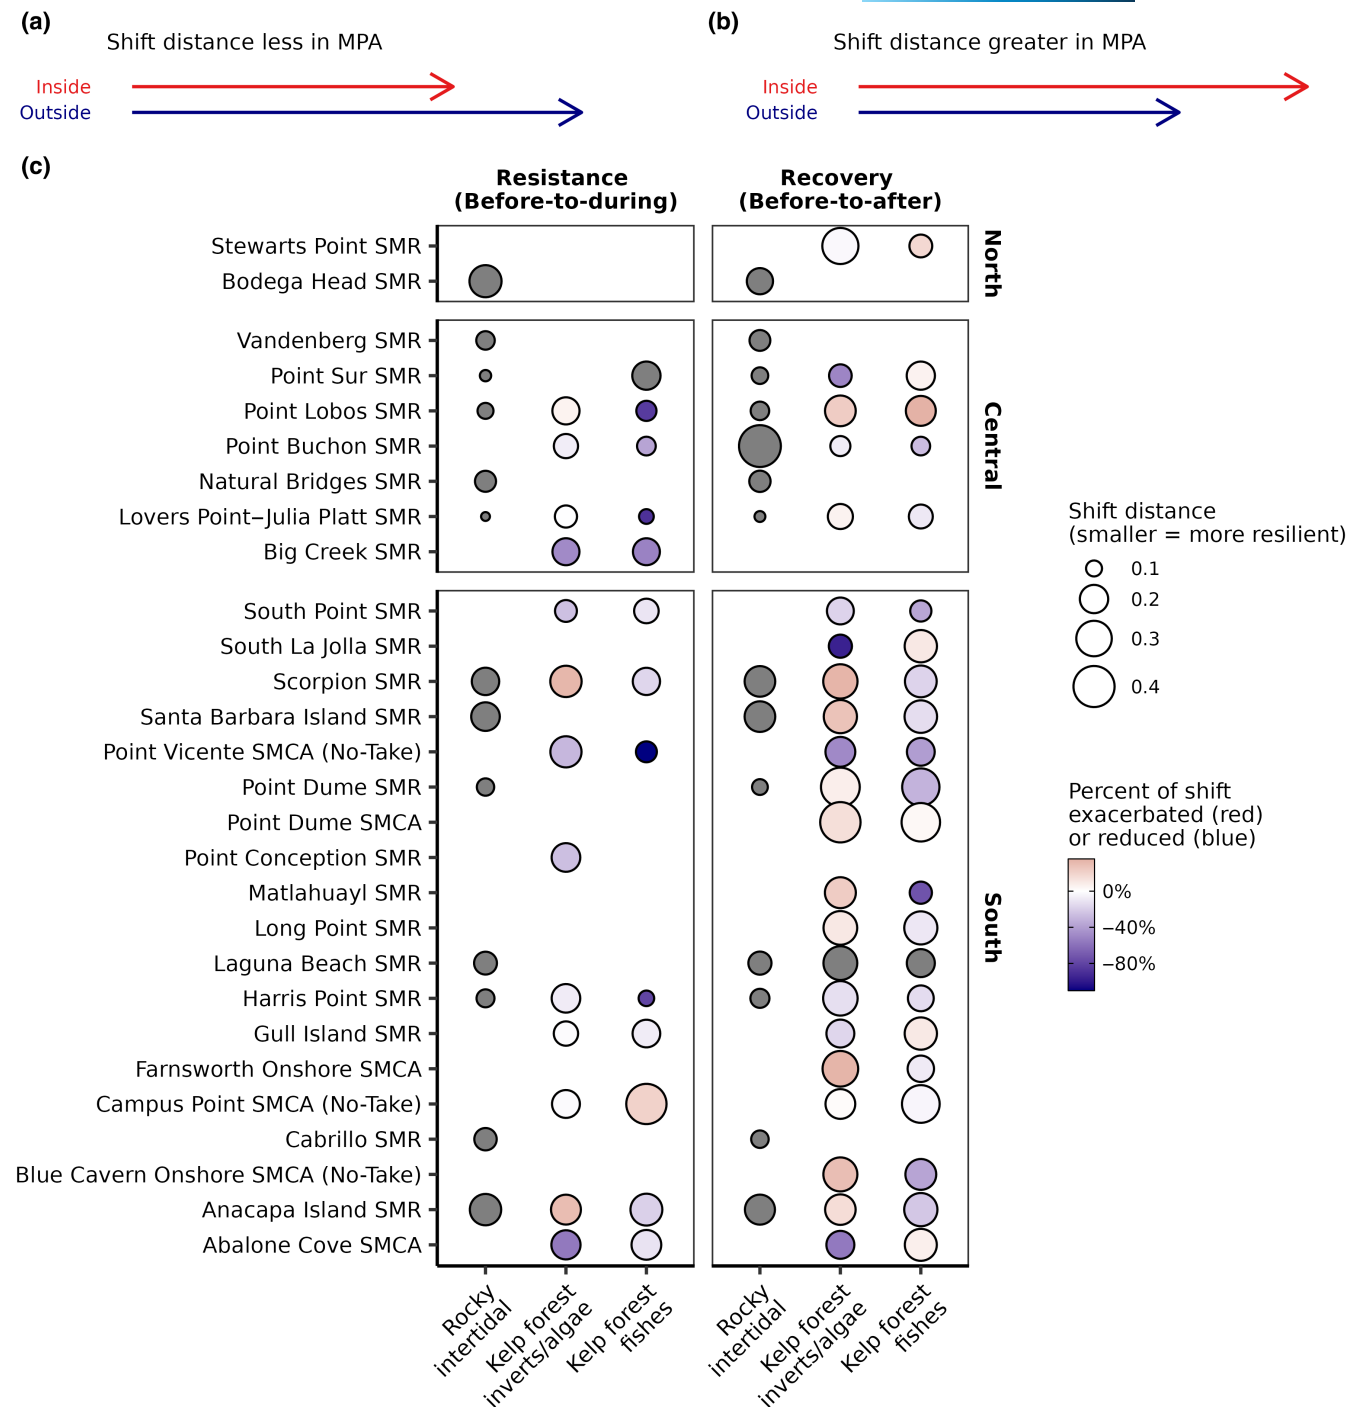 (a)
Shift distance less in MPA
Inside
Outside
(b)
Shift distance greater in MPA
Inside
Outside
(c)
Resistance
(Before-to-during)
Recovery
(Before-to-after)
Stewarts Point SMR
Bodega Head SMR
North
Vandenberg SMR
Point Sur SMR
Point Lobos SMR
Point Buchon SMR
Natural Bridges SMR
Lovers Point–Julia Platt SMR
Big Creek SMR
Central
South Point SMR
South La Jolla SMR
Scorpion SMR
Santa Barbara Island SMR
Point Vicente SMCA (No-Take)
Point Dume SMR
Point Dume SMCA
Point Conception SMR
Matlahuayl SMR
Long Point SMR
Laguna Beach SMR
Harris Point SMR
Gull Island SMR
Farnsworth Onshore SMCA
Campus Point SMCA (No-Take)
Cabrillo SMR
Blue Cavern Onshore SMCA (No-Take)
Anacapa Island SMR
Abalone Cove SMCA
South
Rocky
intertidal
Kelp forest
inverts/algae
Kelp forest
fishes
Rocky
intertidal
Kelp forest
inverts/algae
Kelp forest
fishes
Shift distance
(smaller = more resilient)
0.1
0.2
0.3
0.4
Percent of shift
exacerbated (red)
or reduced (blue)
0%
−40%
−80%